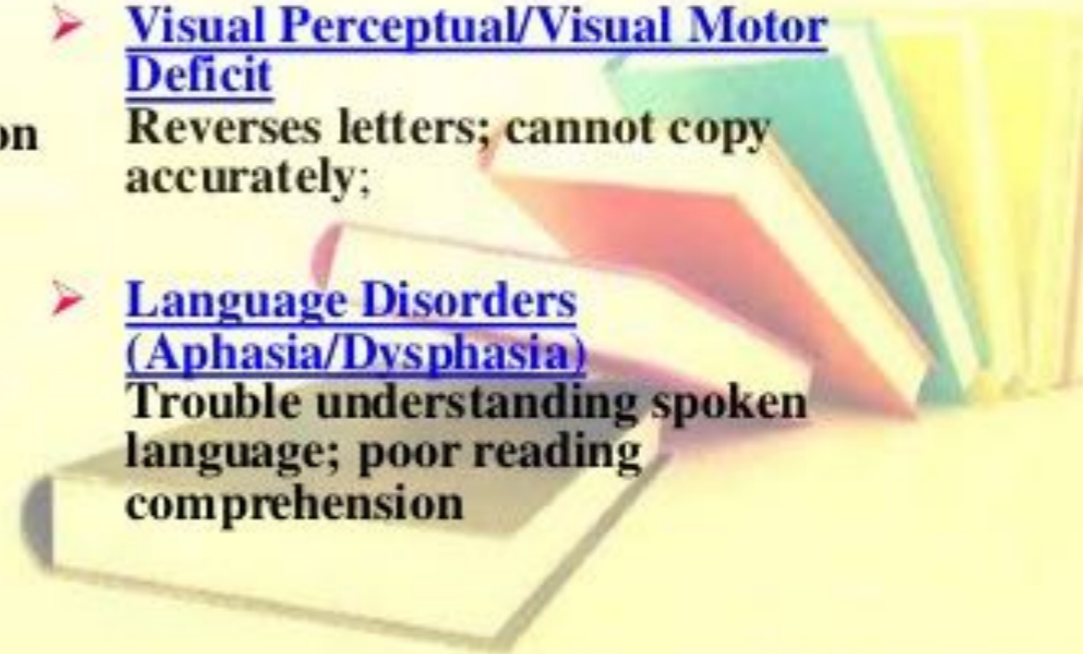 Visual Perceptual/Visual Motor
Deficit
Reverses letters; cannot copy
accurately;
Language Disorders
(Aphasia/Dysphasia)
Trouble understanding spoken
language; poor reading
comprehension